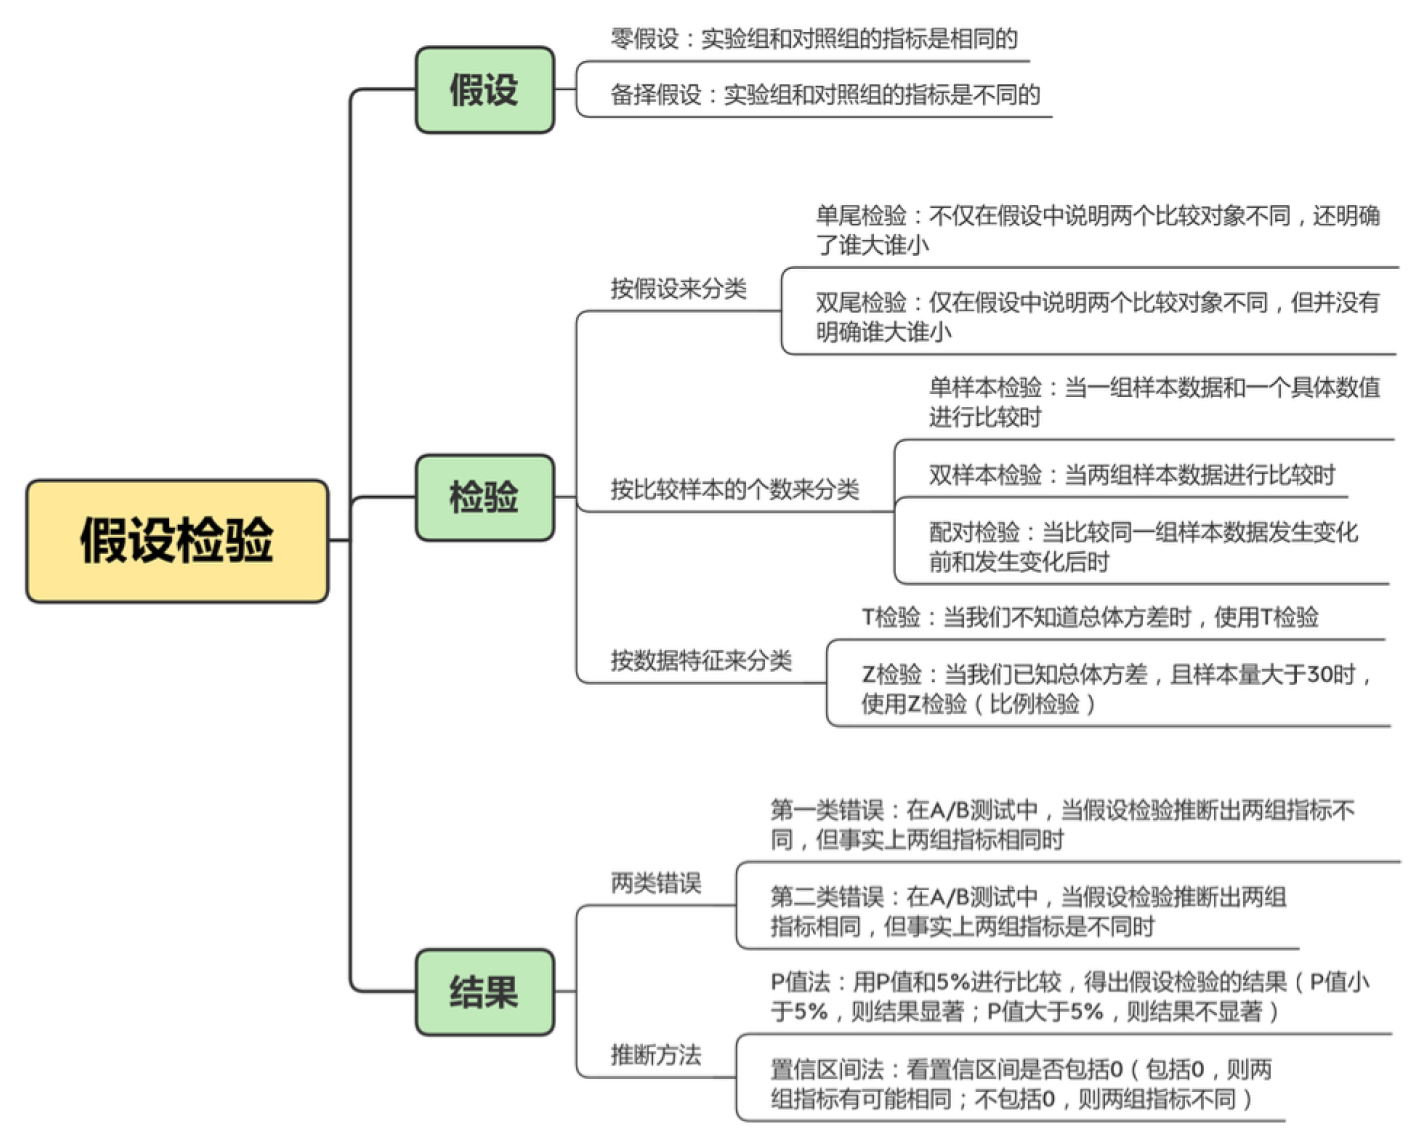 假设检验
假设
零假设：实验组和对照组的指标是相同的
备择假设：实验组和对照组的指标是不同的
检验
按假设来分类
单尾检验：不仅在假设中说明两个比较对象不同，还明确
了谁大谁小
双尾检验：仅在假设中说明两个比较对象不同，但并没有
明确谁大谁小
按比较样本的个数来分类
单样本检验：当一组样本数据和一个具体数值
进行比较时
双样本检验：当两组样本数据进行比较时
配对检验：当比较同一组样本数据发生变化
前和发生变化后时
按数据特征来分类
T检验：当我们不知道总体方差时，使用T检验
Z检验：当我们已知总体方差，且样本量大于30时，
使用Z检验（比例检验）
结果
两类错误
第一类错误：在A/B测试中，当假设检验推断出两组指标不
同，但事实上两组指标相同时
第二类错误：在A/B测试中，当假设检验推断出两组
指标相同，但事实上两组指标是不同时
推断方法
P值法：用P值和5%进行比较，得出假设检验的结果（P值小
于5%，则结果显著；P值大于5%，则结果不显著）
置信区间法：看置信区间是否包括0（包括0，则两
组指标有可能相同；不包括0，则两组指标不同）